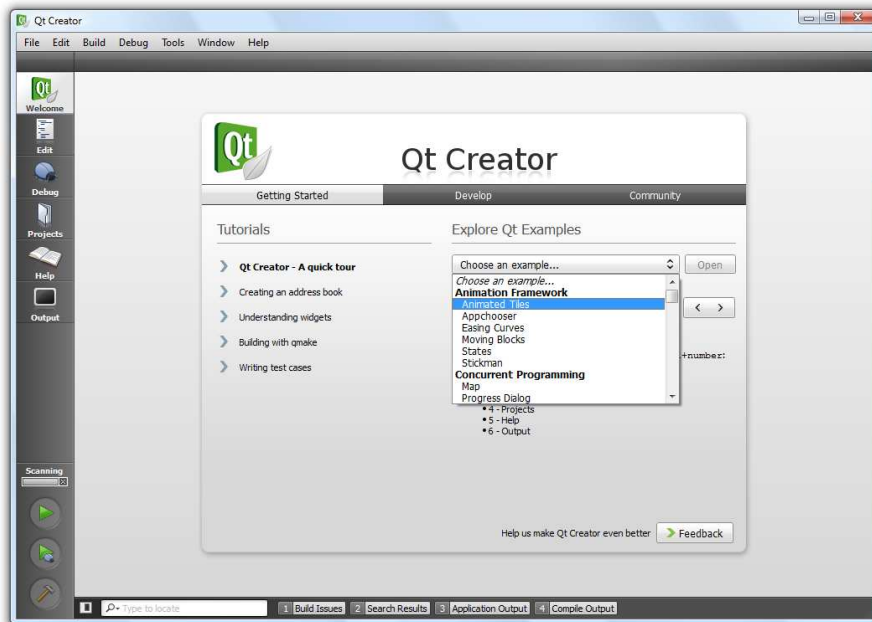 Qt Creator
File Edit Build Debug Tools Window Help
Qt
Welcome
Edit
Debug
Projects
Help
Output
Scanning
Qt
Qt Creator
Getting Started Develop Community
Tutorials
Qt Creator - A quick tour
Creating an address book
Understanding widgets
Building with qmake
Writing test cases
Explore Qt Examples
Choose an example... Open
Choose an example...
Animation Framework
Animated Tiles
Appchooser
Easing Curves
Moving Blocks
States
Stickman
Concurrent Programming
Map
Progress Dialog
+number:
• 4 - Projects
• 5 - Help
• 6 - Output
Help us make Qt Creator even better Feedback
Type to locate 1 Build Issues 2 Search Results 3 Application Output 4 Compile Output